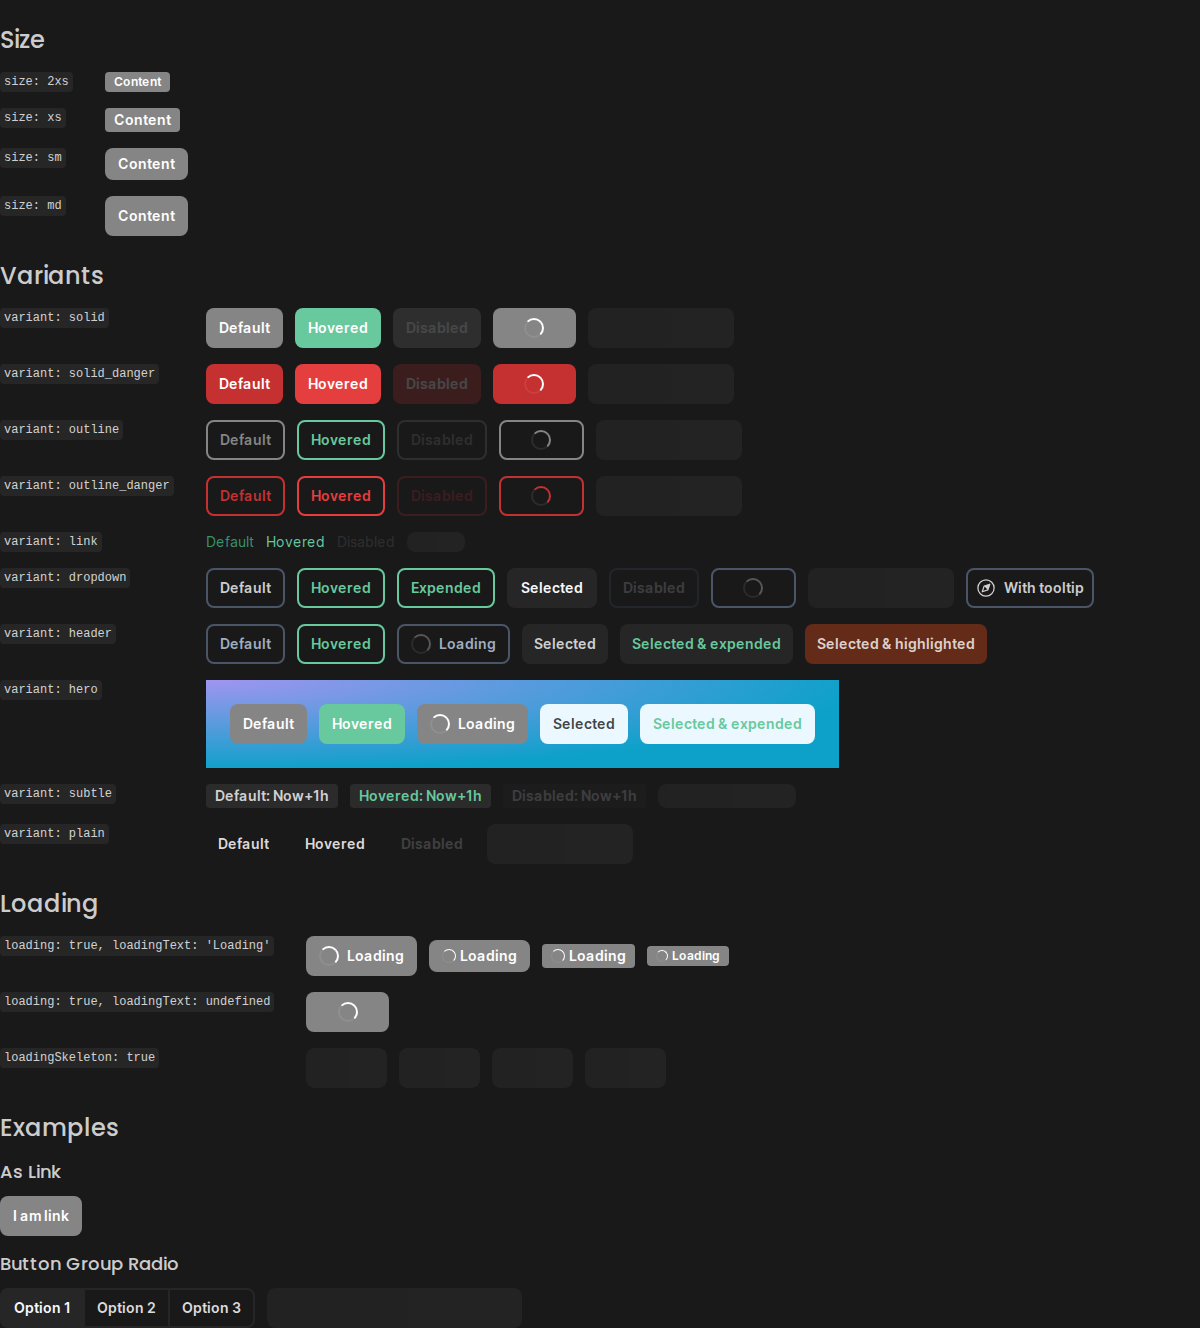 Size
size: 2xs Content
size: xs Content
size: sm Content
size: md Content
Variants
variant: solid Default Hovered Disabled
variant: solid_danger Default Hovered Disabled
variant: outline Default Hovered Disabled
variant: outline_danger Default Hovered Disabled
variant: link Default Hovered Disabled
variant: dropdown Default Hovered Expended Selected Disabled With tooltip
variant: header Default Hovered Loading Selected Selected & expended Selected & highlighted
variant: hero Default Hovered Loading Selected Selected & expended
variant: subtle Default: Now+1h Hovered: Now+1h Disabled: Now+1h
variant: plain Default Hovered Disabled
Loading
loading: true, loadingText: 'Loading' Loading Loading Loading Loading
loading: true, loadingText: undefined
loadingSkeleton: true
Examples
As Link
I am link
Button Group Radio
Option 1 Option 2 Option 3